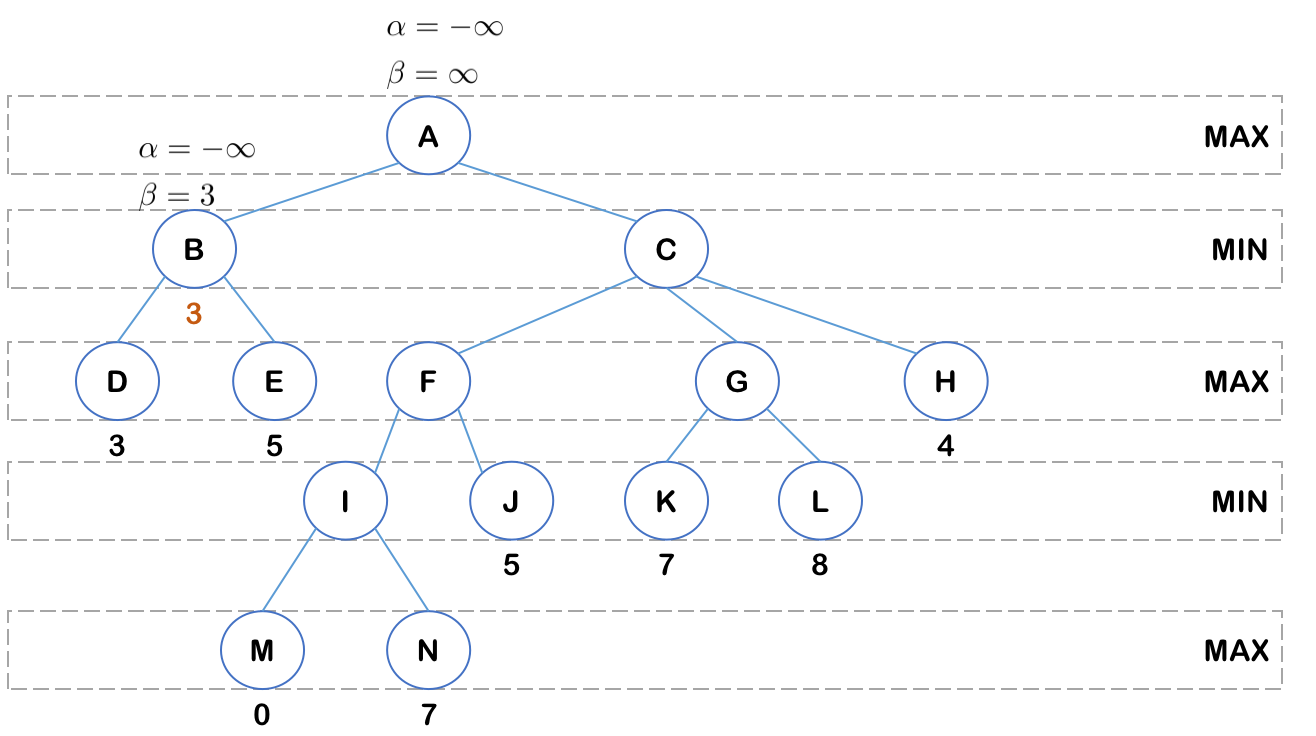 α = −∞
β = ∞
A
MAX
α = −∞
β = 3
B
C
MIN
3
D
E
F
G
H
MAX
3
5
4
I
J
K
L
MIN
5
7
8
M
N
MAX
0
7